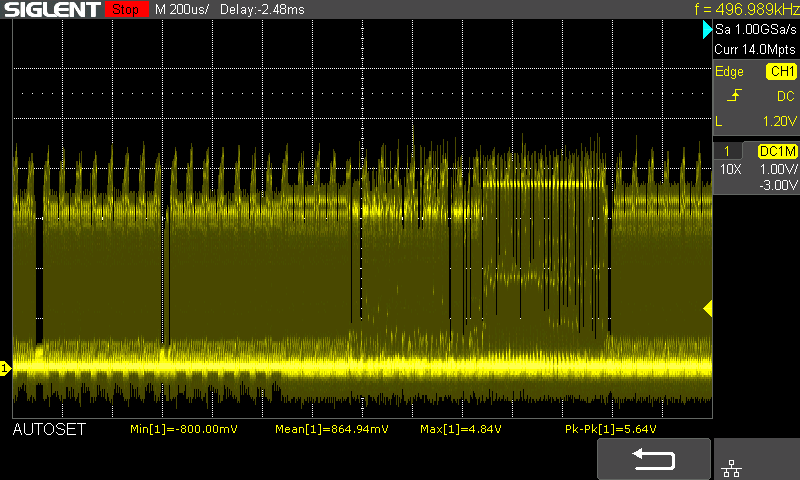 SIGLENT Stop M 200us/ Delay:-2.48ms f = 496.989kHz
Sa 1.00GSa/s
Curr 14.0Mpts
Edge CH1
DC
L 1.20V
1 DC1M
10X 1.00V/
-3.00V
1
AUTOSET Min[1]=-800.00mV Mean[1]=864.94mV Max[1]=4.84V Pk-Pk[1]=5.64V